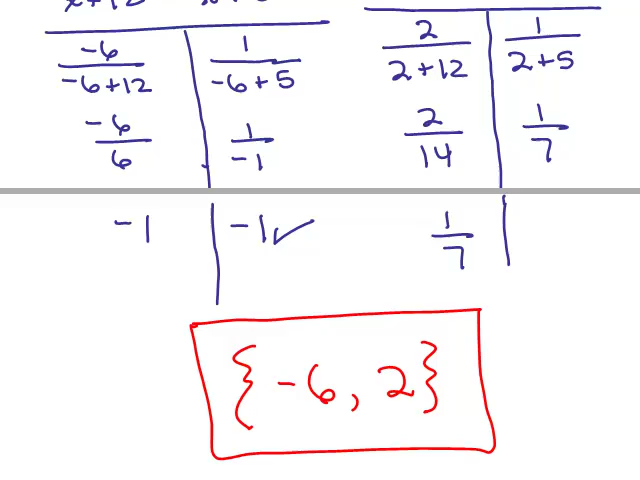 -6/-6+12 | 1/-6+5
-6/6 | 1/-1
-1 | -1✓
2/2+12 | 1/2+5
2/14 | 1/7
1/7 |
{-6, 2}